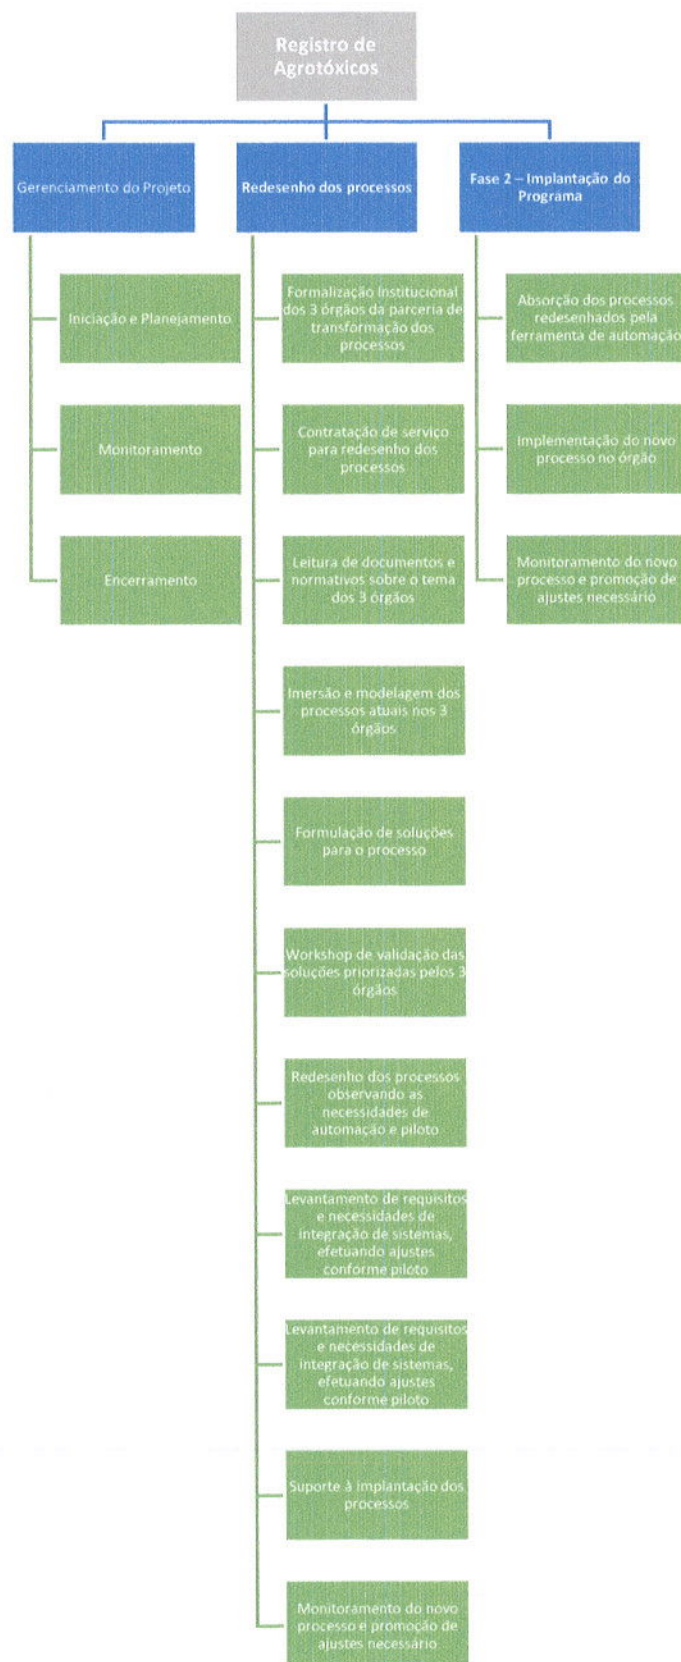 Registro de
Agrotóxicos
Gerenciamento do Projeto
Iniciação e Planejamento
Monitoramento
Encerramento
Redesenho dos processos
Formalização Institucional
dos 3 órgãos da parceria de
transformação dos
processos
Contratação de serviço
para redesenho dos
processos
Leitura de documentos e
normativos sobre o tema
dos 3 órgãos
Imersão e modelagem dos
processos atuais nos 3
órgãos
Formulação de soluções
para o processo
Workshop de validação das
soluções priorizadas pelos 3
órgãos
Redesenho dos processos
observando as
necessidades de
automação e piloto
Levantamento de requisitos
e necessidades de
integração de sistemas,
efetuando ajustes
conforme piloto
Levantamento de requisitos
e necessidades de
integração de sistemas,
efetuando ajustes
conforme piloto
Suporte à implantação dos
processos
Monitoramento do novo
processo e promoção de
ajustes necessário
Fase 2 – Implantação do
Programa
Absorção dos processos
redesenhados pela
ferramenta de automação
Implementação do novo
processo no órgão
Monitoramento do novo
processo e promoção de
ajustes necessário